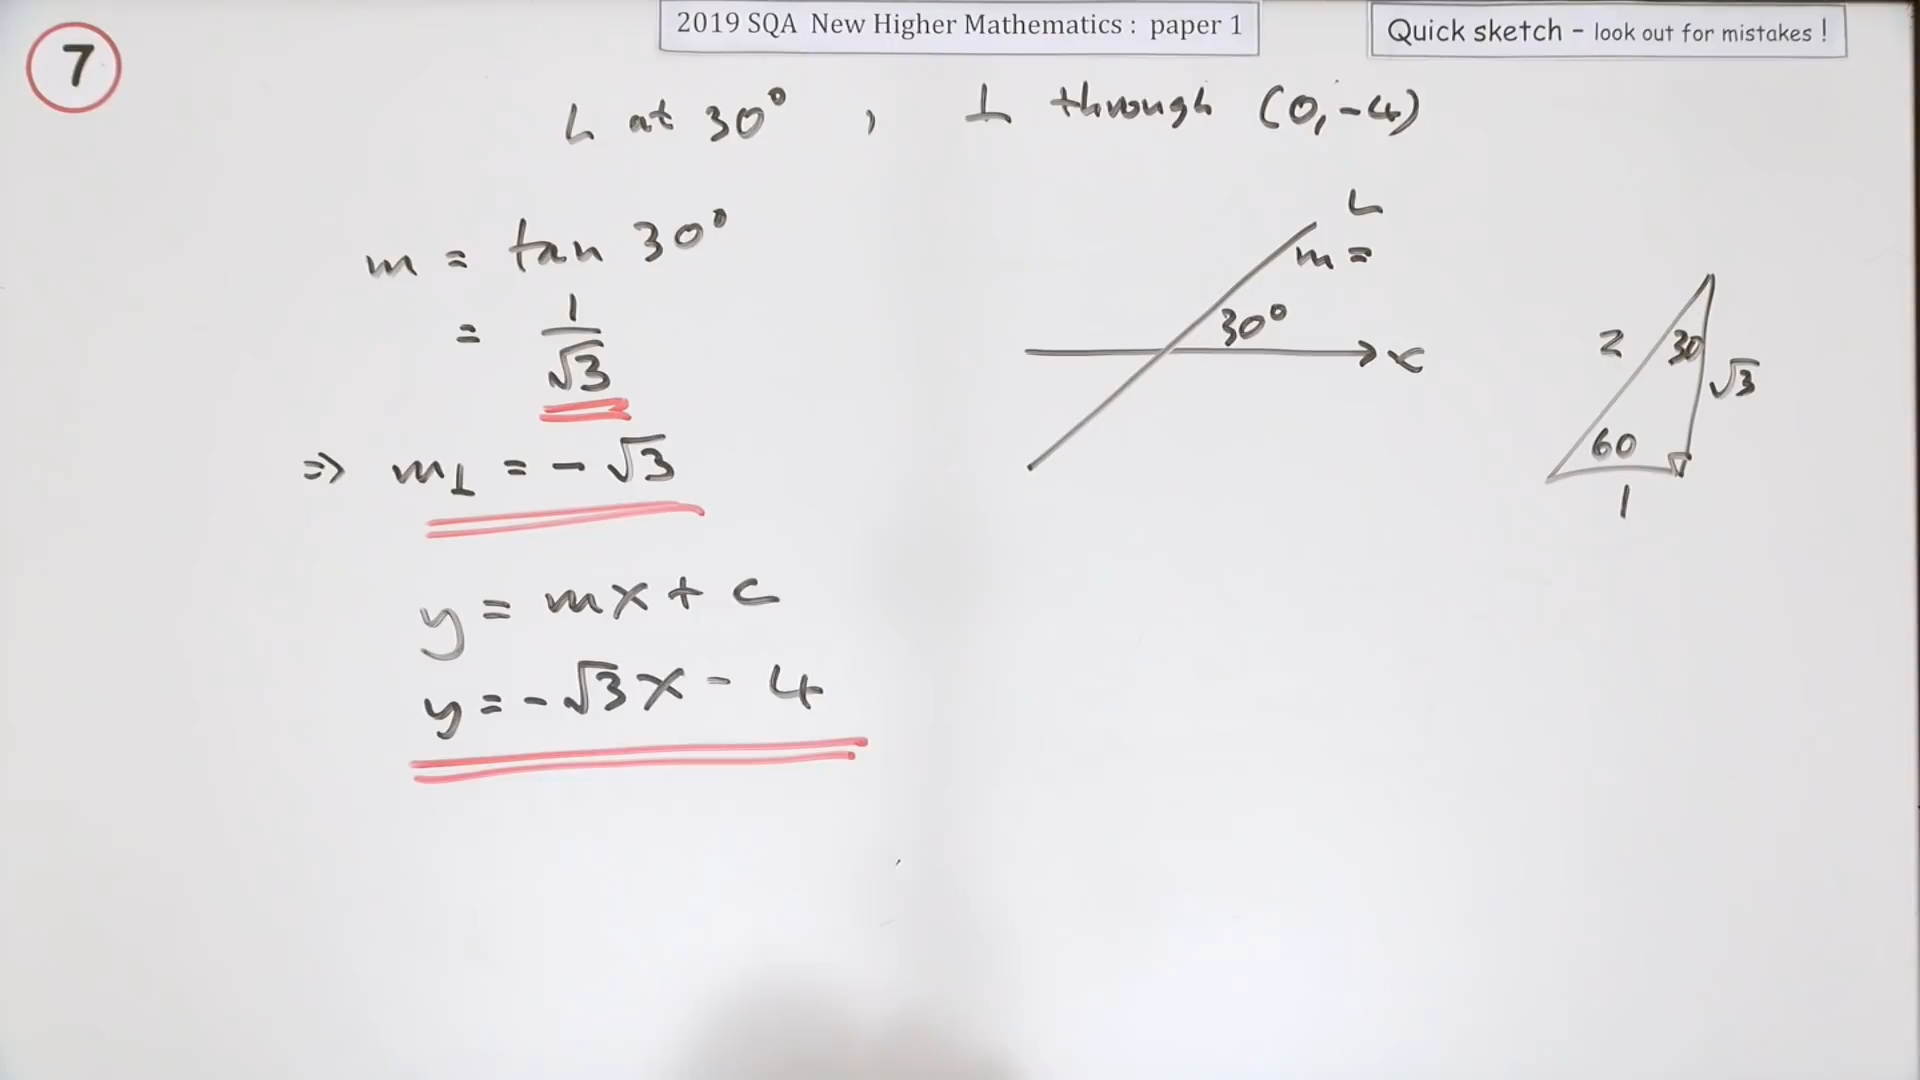 7
2019 SQA New Higher Mathematics : paper 1
Quick sketch – look out for mistakes !
L at 30° , ⊥ through (0,-4)
m = tan 30°
= 1/√3
⇒ m⊥ = -√3
y = mx + c
y = -√3x - 4
L
m =
30°
x
2
30
√3
60
1